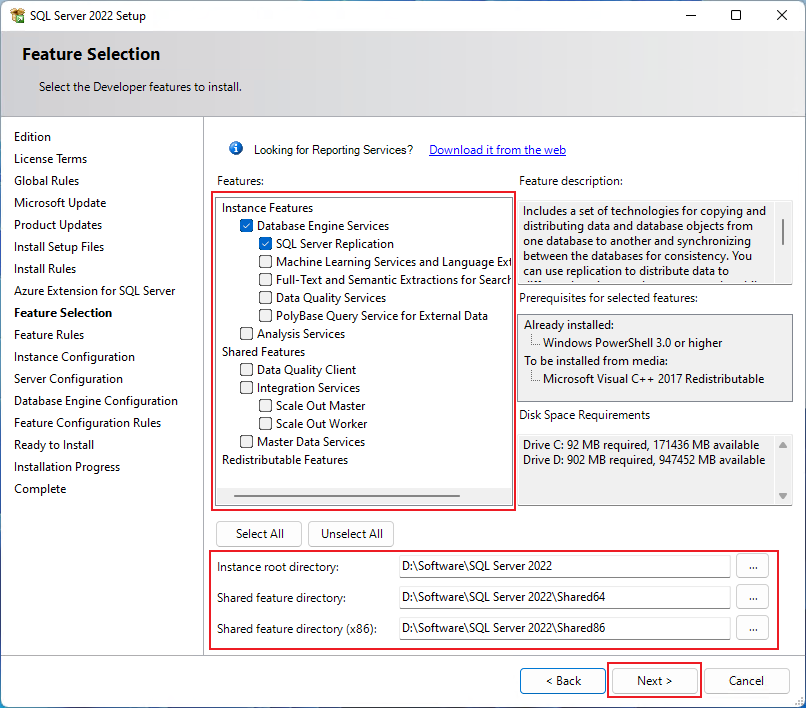 SQL Server 2022 Setup
Feature Selection
Select the Developer features to install.
Edition
License Terms
Global Rules
Microsoft Update
Product Updates
Install Setup Files
Install Rules
Azure Extension for SQL Server
Feature Selection
Feature Rules
Instance Configuration
Server Configuration
Database Engine Configuration
Feature Configuration Rules
Ready to Install
Installation Progress
Complete
Looking for Reporting Services? Download it from the web
Features:
Instance Features
Database Engine Services
SQL Server Replication
Machine Learning Services and Language Ext
Full-Text and Semantic Extractions for Search
Data Quality Services
PolyBase Query Service for External Data
Analysis Services
Shared Features
Data Quality Client
Integration Services
Scale Out Master
Scale Out Worker
Master Data Services
Redistributable Features
Feature description:
Includes a set of technologies for copying and
distributing data and database objects from
one database to another and synchronizing
between the databases for consistency. You
can use replication to distribute data to
Prerequisites for selected features:
Already installed:
Windows PowerShell 3.0 or higher
To be installed from media:
Microsoft Visual C++ 2017 Redistributable
Disk Space Requirements
Drive C: 92 MB required, 171436 MB available
Drive D: 902 MB required, 947452 MB available
Select All Unselect All
Instance root directory: D:\Software\SQL Server 2022 ...
Shared feature directory: D:\Software\SQL Server 2022\Shared64 ...
Shared feature directory (x86): D:\Software\SQL Server 2022\Shared86 ...
< Back Next > Cancel